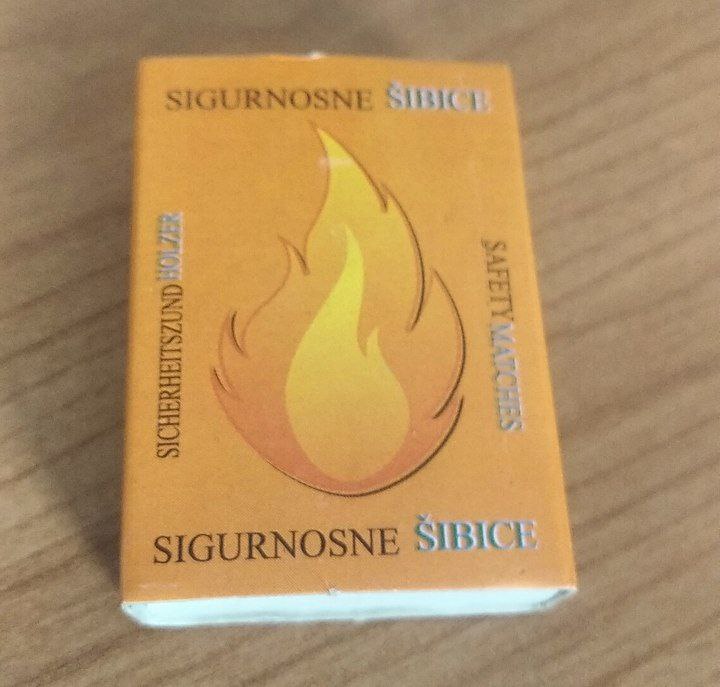 SIGURNOSNE ŠIBICE
SICHERHEITSZUND HOLZER
SAFETY MATCHES
SIGURNOSNE ŠIBICE